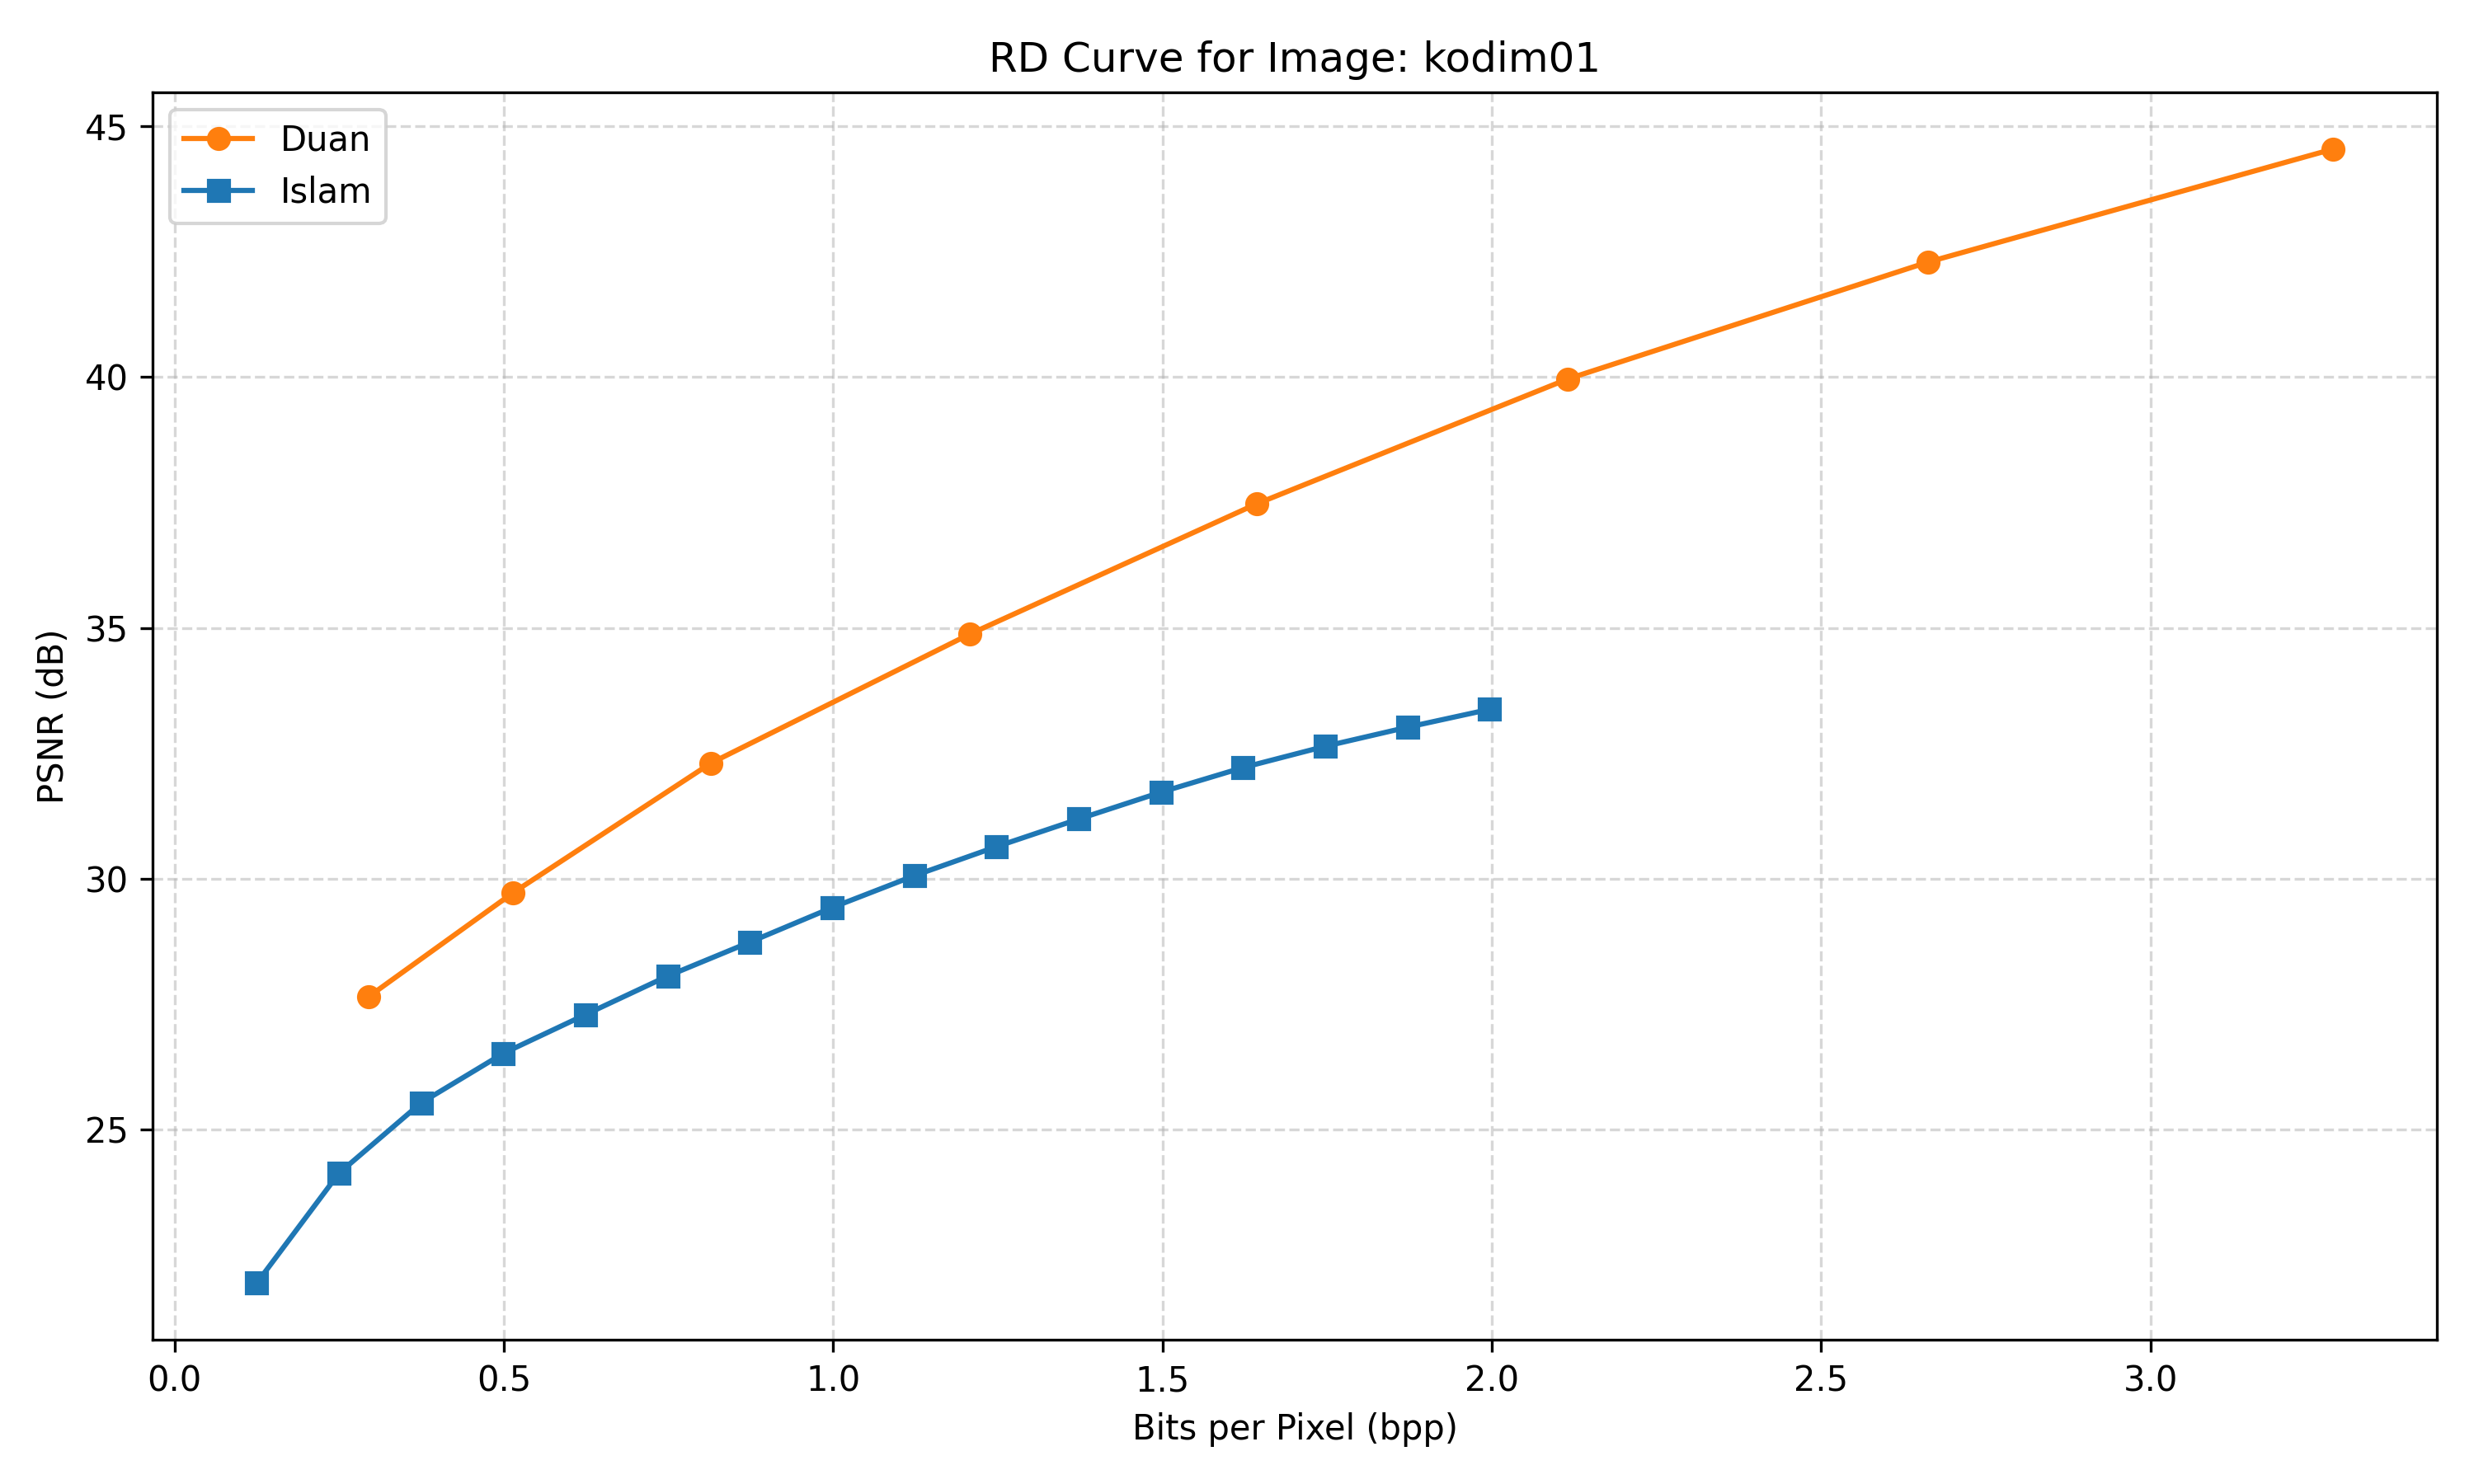 RD Curve for Image: kodim01
Duan
Islam
PSNR (dB)
45
40
35
30
25
0.0 0.5 1.0 1.5 2.0 2.5 3.0
Bits per Pixel (bpp)